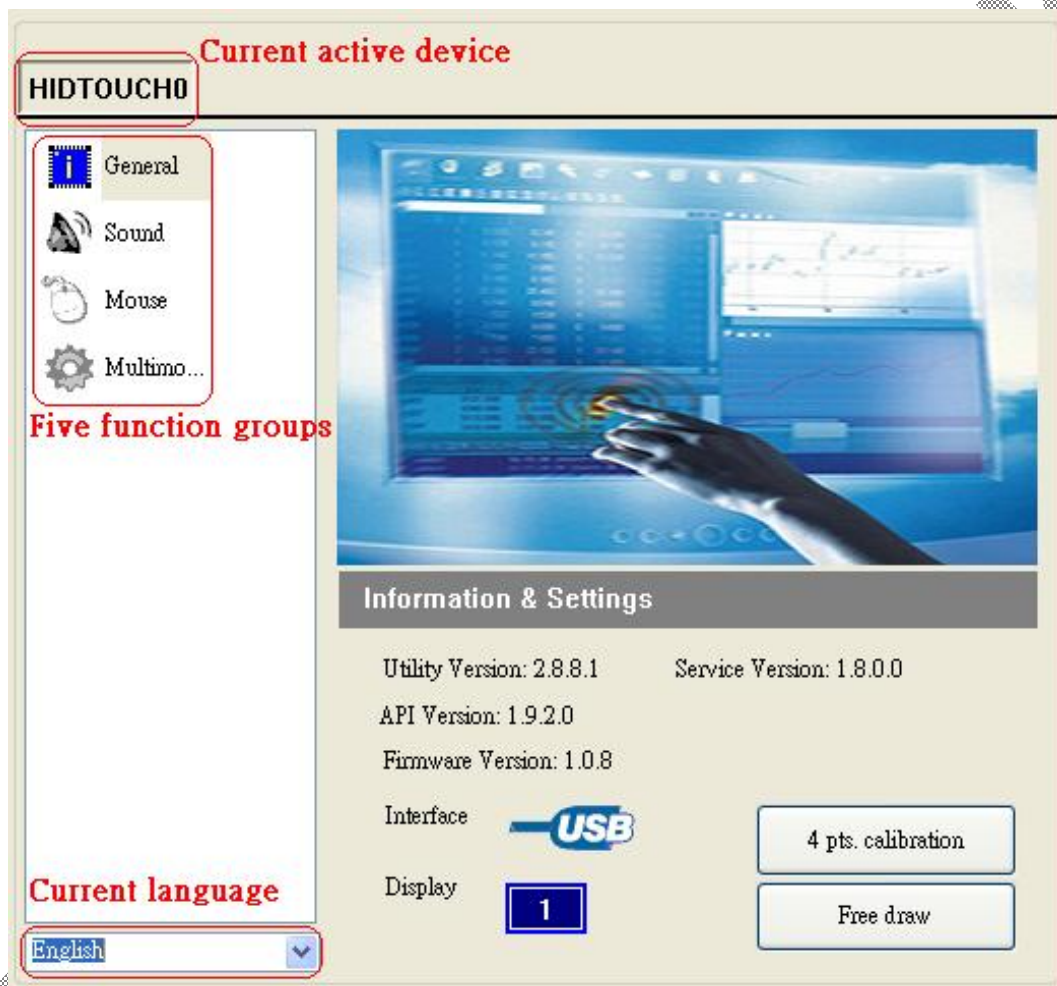 Current active device
HIDTOUCH0
General
Sound
Mouse
Multimo...
Five function groups
Information & Settings
Utility Version: 2.8.8.1 Service Version: 1.8.0.0
API Version: 1.9.2.0
Firmware Version: 1.0.8
Interface USB
4 pts. calibration
Display 1
Free draw
Current language
English